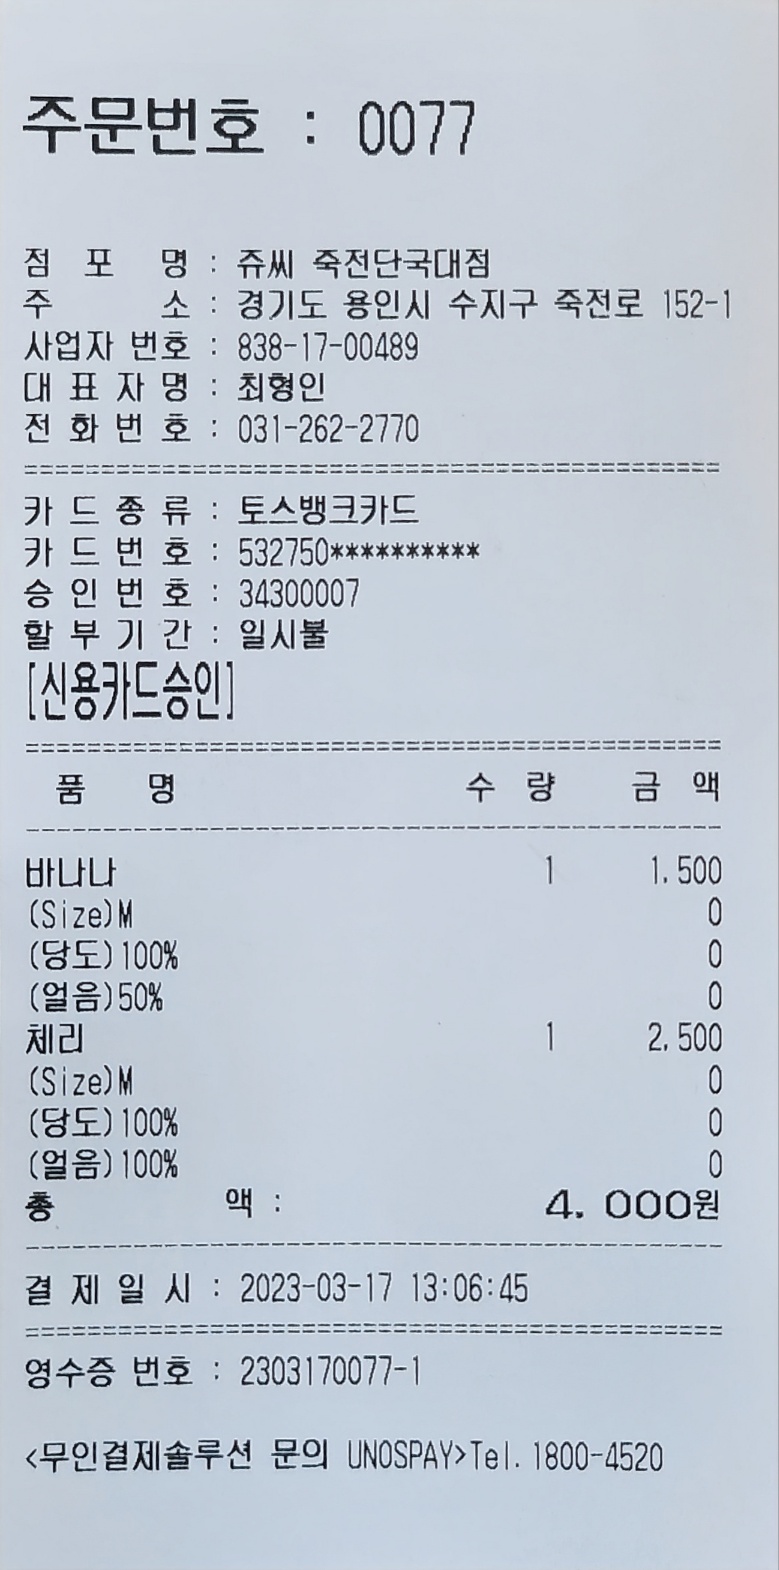 주문번호 : 0077
점 포 명 : 쥬씨 죽전단국대점
주 소 : 경기도 용인시 수지구 죽전로 152-1
사업자 번호 : 838-17-00489
대 표 자 명 : 최형인
전 화 번 호 : 031-262-2770
=============================================
카 드 종 류 : 토스뱅크카드
카 드 번 호 : 532750**********
승 인 번 호 : 34300007
할 부 기 간 : 일시불
[신용카드승인]
=============================================
품 명 수 량 금 액
---------------------------------------------
바나나 1 1.500
(Size)M 0
(당도)100% 0
(얼음)50% 0
체리 1 2.500
(Size)M 0
(당도)100% 0
(얼음)100% 0
총 액 : 4. 000원
---------------------------------------------
결 제 일 시 : 2023-03-17 13:06:45
=============================================
영수증 번호 : 2303170077-1
<무인결제솔루션 문의 UNOSPAY>Tel. 1800-4520